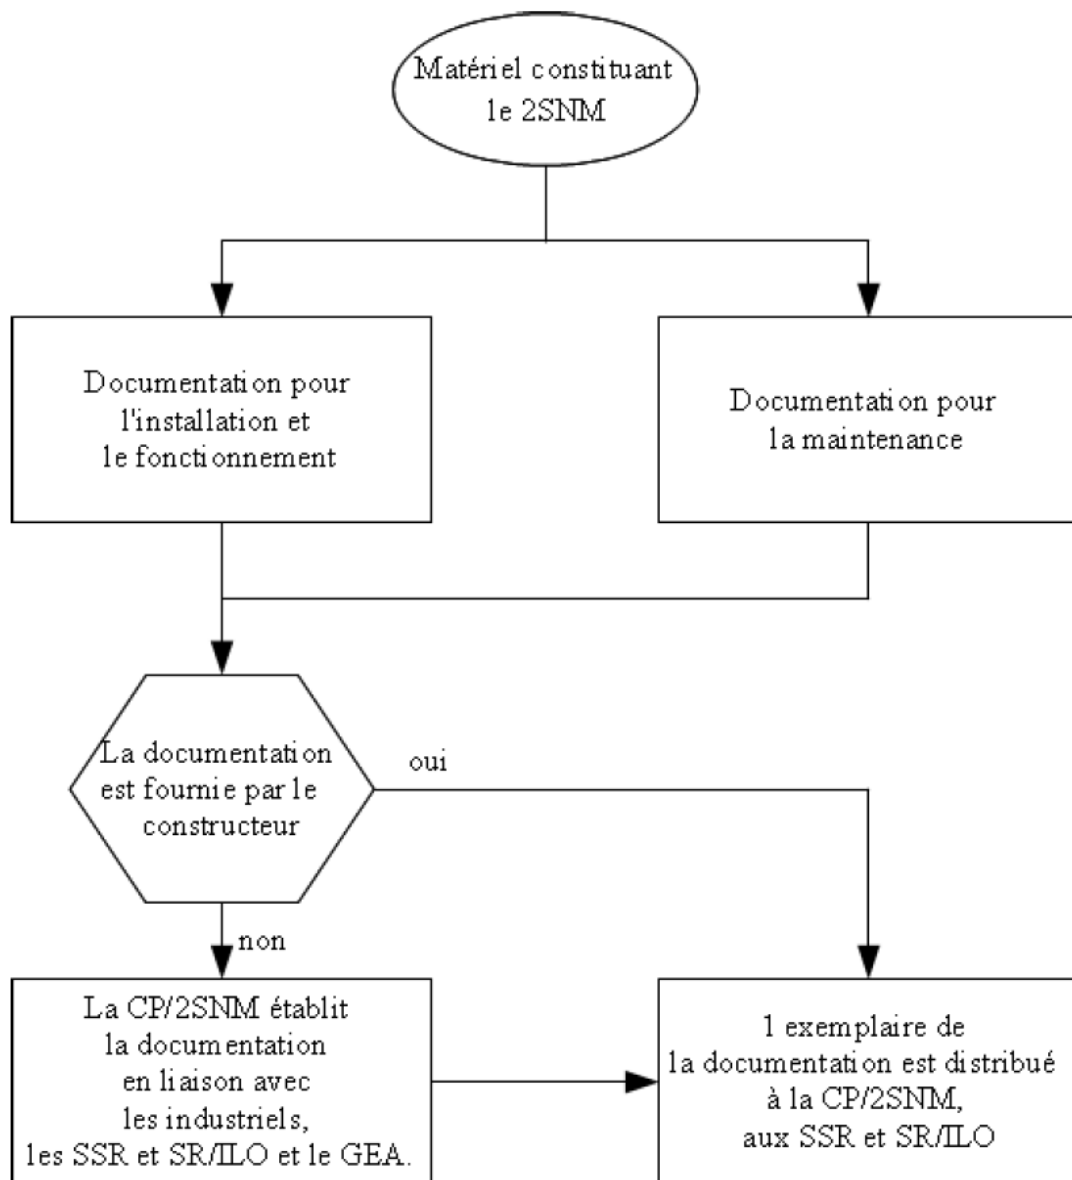 Matériel constituant
le 2SNM
Documentation pour
l'installation et
le fonctionnement
Documentation pour
la maintenance
La documentation
est fournie par le
constructeur
oui
non
La CP/2SNM établit
la documentation
en liaison avec
les industriels,
les SSR et SR/ILO et le GEA.
1 exemplaire de
la documentation est distribué
à la CP/2SNM,
aux SSR et SR/ILO